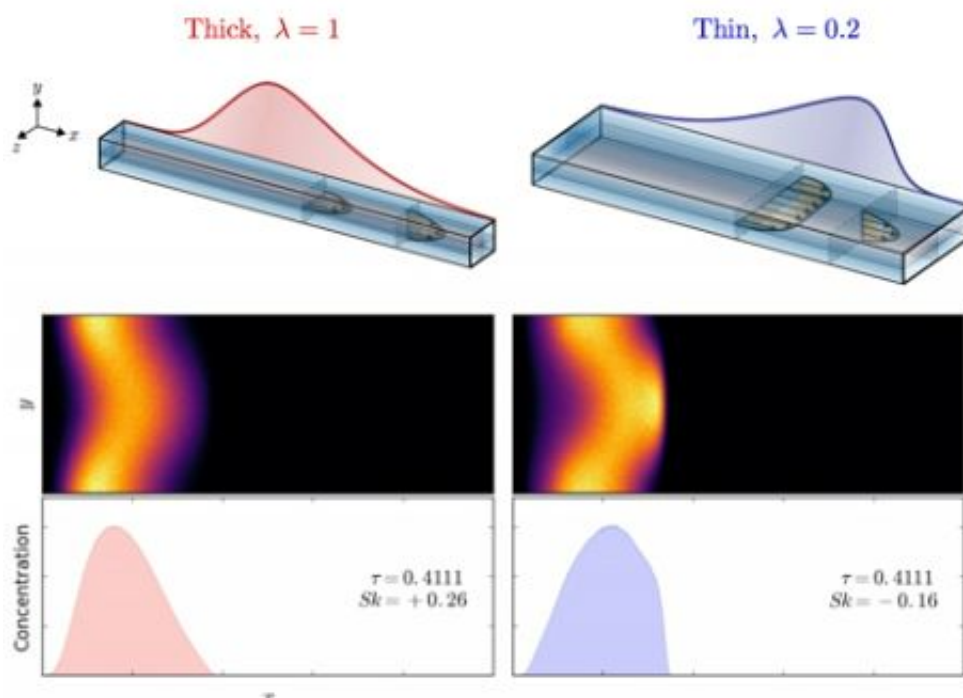 Thick, λ = 1
Thin, λ = 0.2
y
x
z
y
Concentration
τ = 0.4111
Sk = +0.26
τ = 0.4111
Sk = −0.16